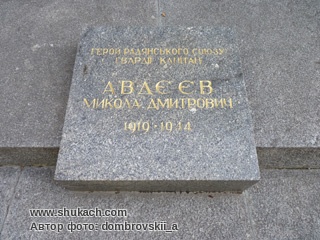 ГЕРОЙ РАДЯНСЬКОГО СОЮЗУ
ГВАРДІЇ КАПІТАН
АВДЄЄВ
МИКОЛА ДМИТРОВИЧ
1919-1944
www.shukach.com
Автор фото: dombrovskii_a